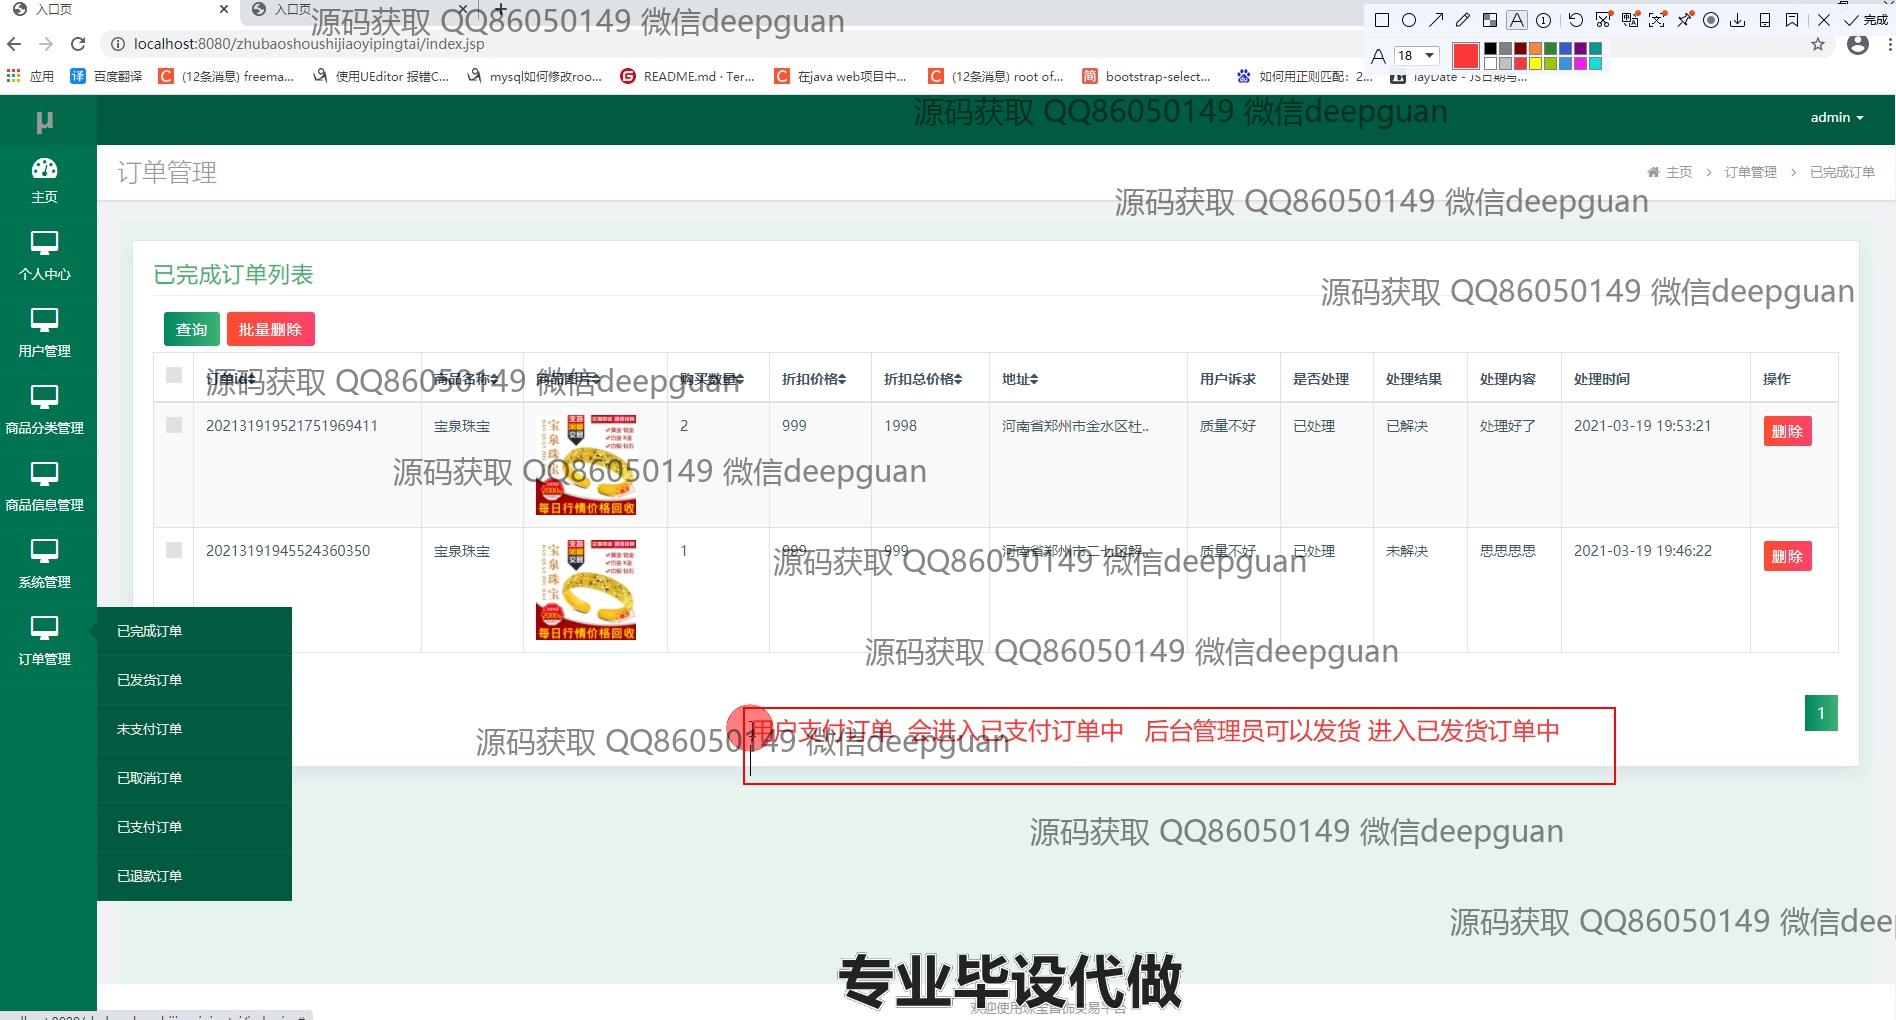 入口页
入口页
源码获取 QQ86050149 微信deepguan
完成
localhost:8080/zhubaoshoushijiaoyipingtai/index.jsp
A 18
应用 百度翻译 (12条消息) freema... 使用UEditor 报错C... mysql如何修改roo... README.md · Ter... 在java web项目中... (12条消息) root of... bootstrap-select... 如何用正则匹配：2... layDate - JS日期与...
μ
源码获取 QQ86050149 微信deepguan
admin
订单管理
主页 > 订单管理 > 已完成订单
源码获取 QQ86050149 微信deepguan
主页
个人中心
用户管理
商品分类管理
商品信息管理
系统管理
订单管理
已完成订单列表
源码获取 QQ86050149 微信deepguan
查询 批量删除
订单id 商品名称 商品图片 购买数量 折扣价格 折扣总价格 地址 用户诉求 是否处理 处理结果 处理内容 处理时间 操作
源码获取 QQ86050149 微信deepguan
202131919521751969411 宝泉珠宝 2 999 1998 河南省郑州市金水区杜.. 质量不好 已处理 已解决 处理好了 2021-03-19 19:53:21 删除
宝泉珠宝
每日行情价格回收
源码获取 QQ86050149 微信deepguan
20213191945524360350 宝泉珠宝 1 999 999 河南省郑州市二七区解.. 质量不好 已处理 未解决 思思思思 2021-03-19 19:46:22 删除
宝泉珠宝
每日行情价格回收
源码获取 QQ86050149 微信deepguan
已完成订单
已发货订单
未支付订单
已取消订单
已支付订单
已退款订单
源码获取 QQ86050149 微信deepguan
1
用户支付订单 会进入已支付订单中 后台管理员可以发货 进入已发货订单中
源码获取 QQ86050149 微信deepguan
源码获取 QQ86050149 微信deepguan
源码获取 QQ86050149 微信dee
专业毕设代做
欢迎使用珠宝首饰交易平台